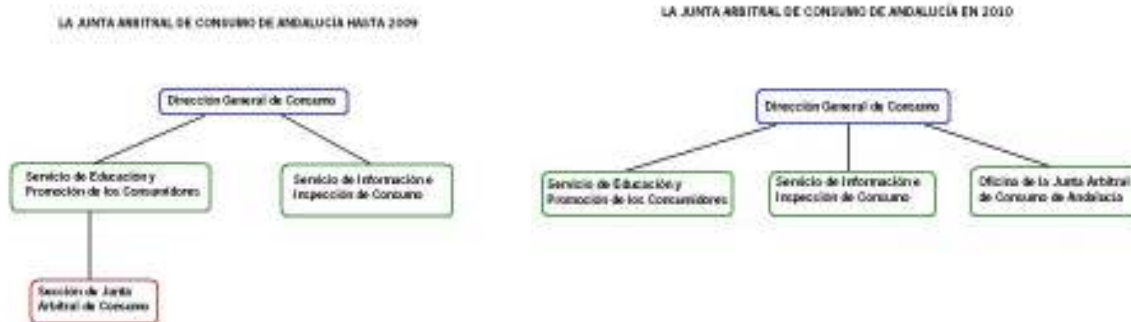 LA JUNTA ARBITRAL DE CONSUMO DE ANDALUCÍA HASTA 2009
Dirección General de Consumo
Servicio de Educación y
Promoción de los Consumidores
Servicio de Información e
Inspección de Consumo
Sección de Junta
Arbitral de Consumo
LA JUNTA ARBITRAL DE CONSUMO DE ANDALUCÍA EN 2010
Dirección General de Consumo
Servicio de Educación y
Promoción de los Consumidores
Servicio de Información e
Inspección de Consumo
Oficina de la Junta Arbitral
de Consumo de Andalucía